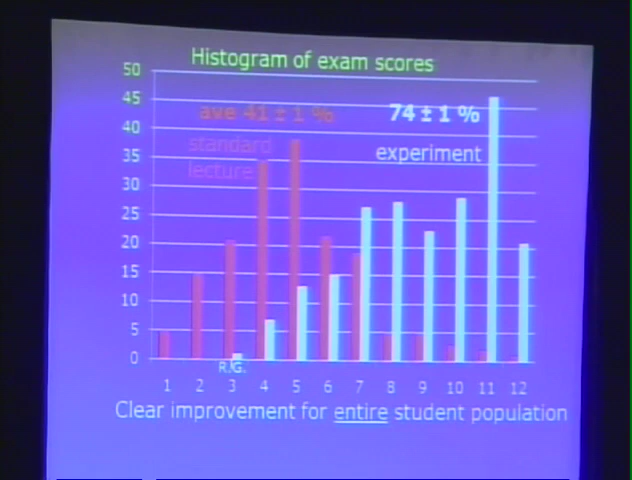 Histogram of exam scores
50
45
40
35
30
25
20
15
10
5
0
ave 41 ± 1 %
74 ± 1 %
standard
lecture
experiment
R.G.
1 2 3 4 5 6 7 8 9 10 11 12
Clear improvement for entire student population